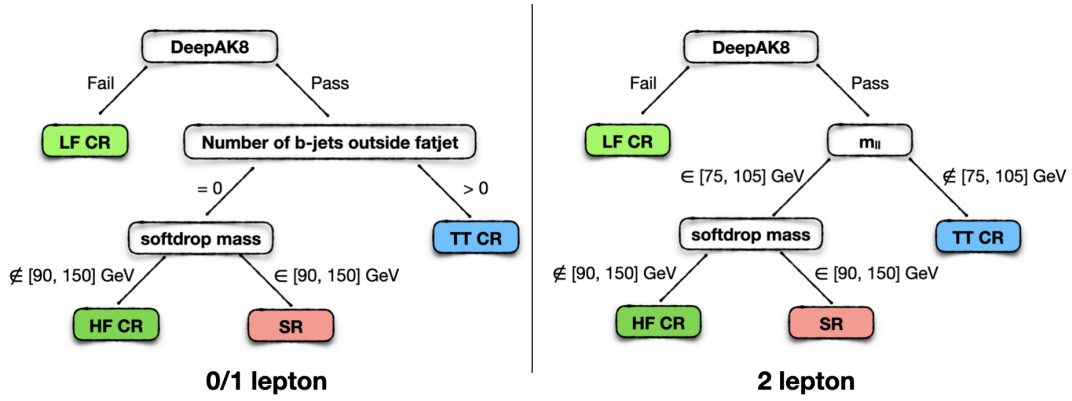 DeepAK8
Fail
Pass
LF CR
Number of b-jets outside fatjet
= 0
> 0
softdrop mass
TT CR
∉ [90, 150] GeV
∈ [90, 150] GeV
HF CR
SR
0/1 lepton
DeepAK8
Fail
Pass
LF CR
mll
∈ [75, 105] GeV
∉ [75, 105] GeV
softdrop mass
TT CR
∉ [90, 150] GeV
∈ [90, 150] GeV
HF CR
SR
2 lepton